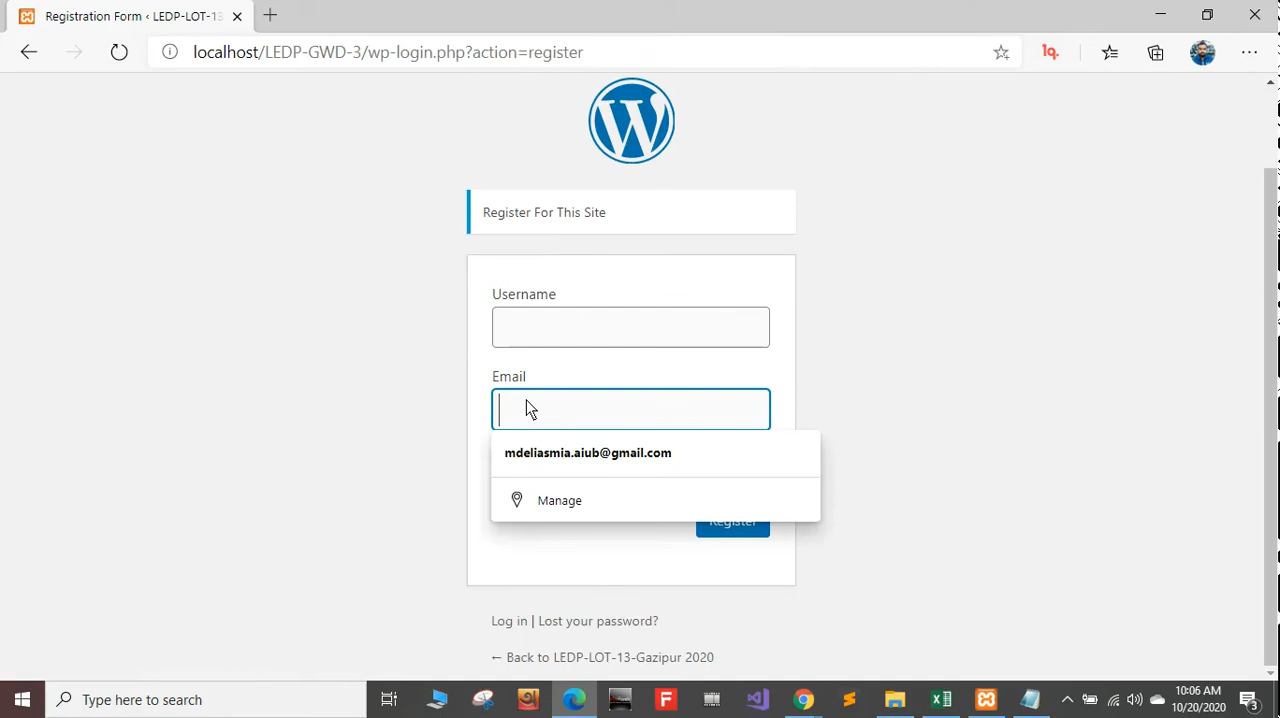 Registration Form ‹ LEDP-LOT-13
localhost/LEDP-GWD-3/wp-login.php?action=register
Register For This Site
Username
Email
mdeliasmia.aiub@gmail.com
Manage
Register
Log in | Lost your password?
← Back to LEDP-LOT-13-Gazipur 2020
Type here to search
10:06 AM
10/20/2020
3